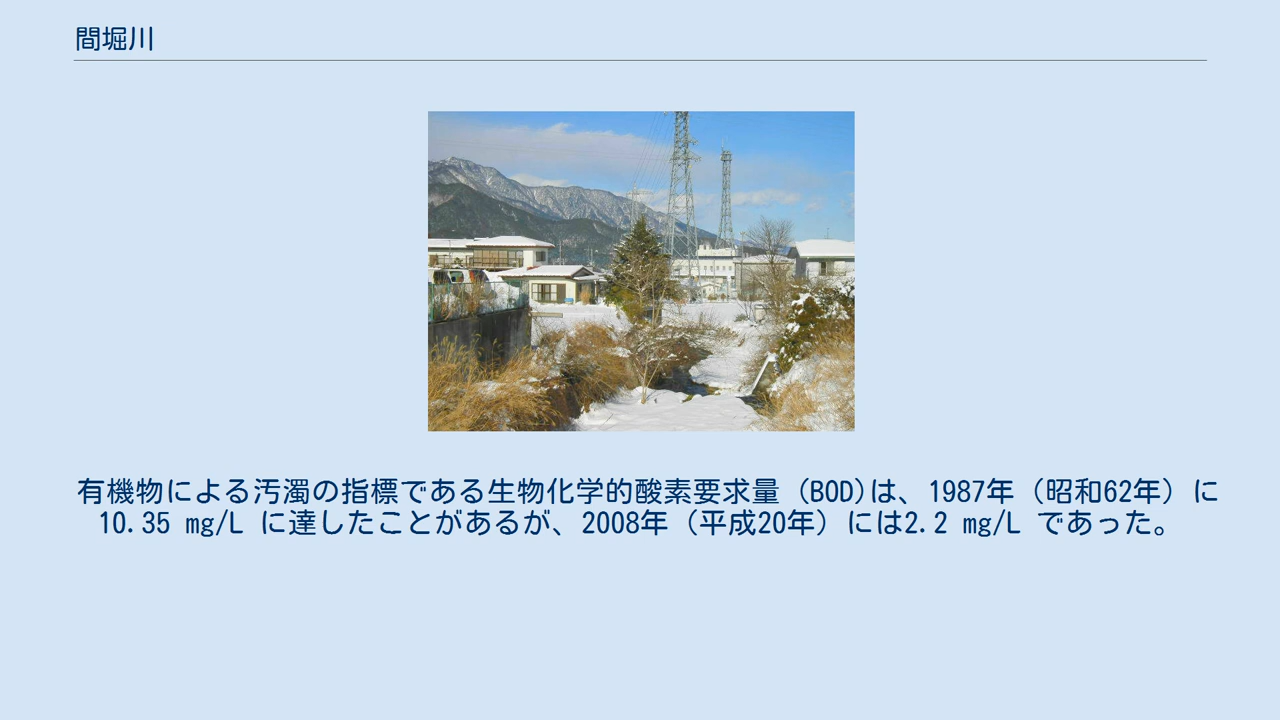 間堀川
有機物による汚濁の指標である生物化学的酸素要求量 (BOD)は、1987年（昭和62年）に
10.35 mg/L に達したことがあるが、2008年（平成20年）には2.2 mg/L であった。